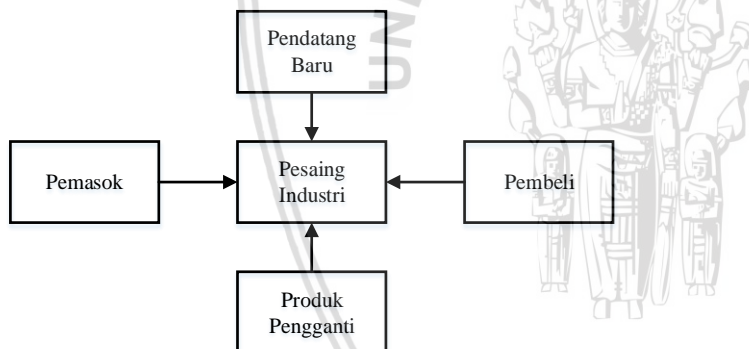 Pendatang
Baru
Pemasok
Pesaing
Industri
Pembeli
Produk
Pengganti